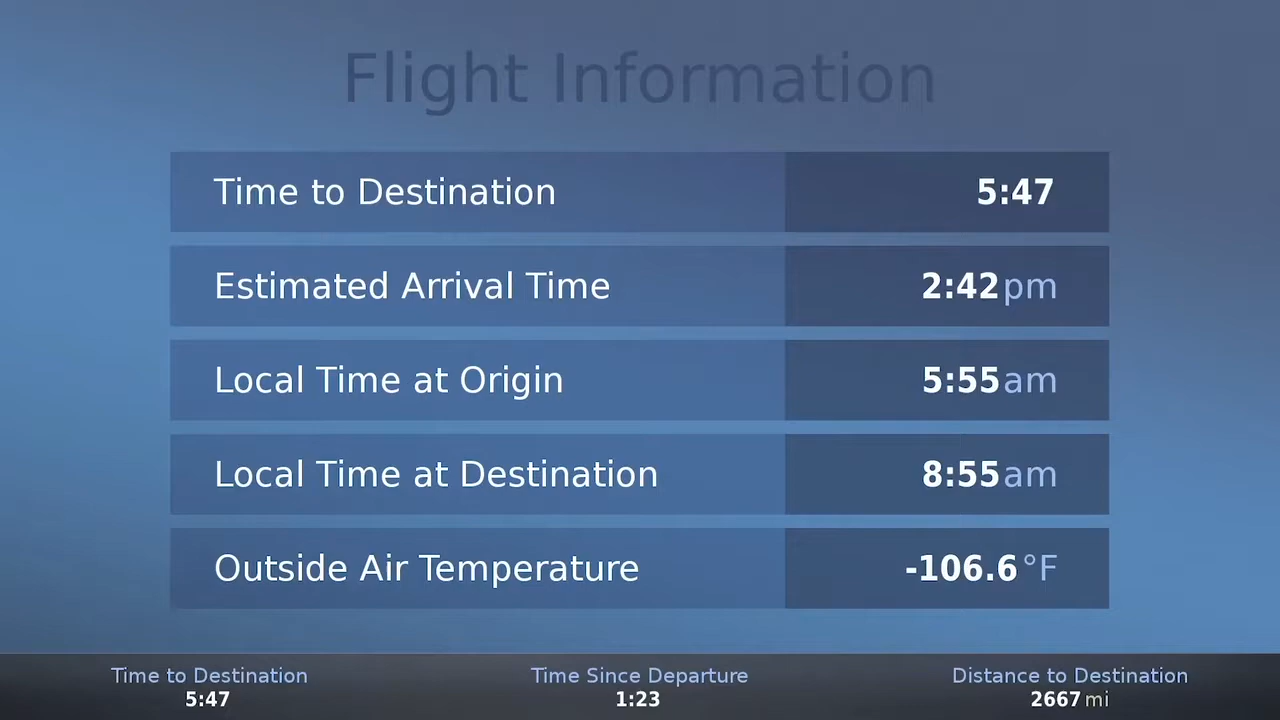 Flight Information
Time to Destination 5:47
Estimated Arrival Time 2:42pm
Local Time at Origin 5:55am
Local Time at Destination 8:55am
Outside Air Temperature -106.6°F
Time to Destination Time Since Departure Distance to Destination
5:47 1:23 2667mi